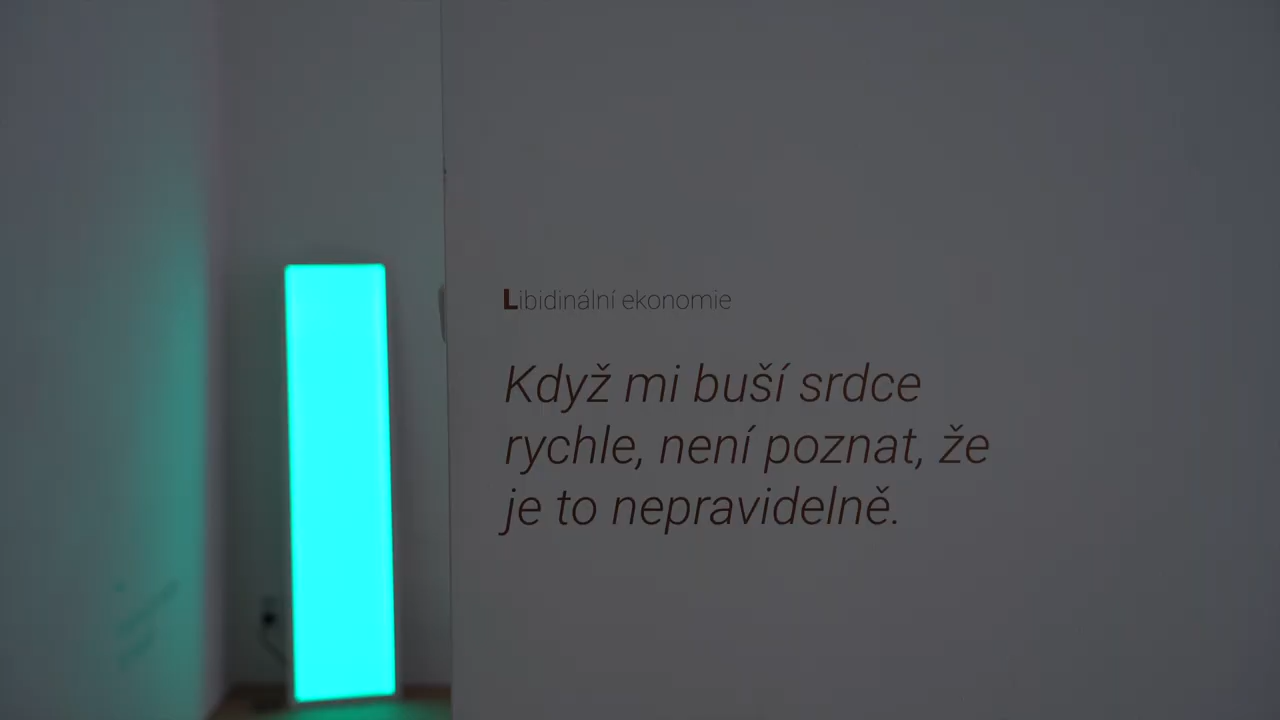 Libidinální ekonomie
Když mi buší srdce
rychle, není poznat, že
je to nepravidelně.